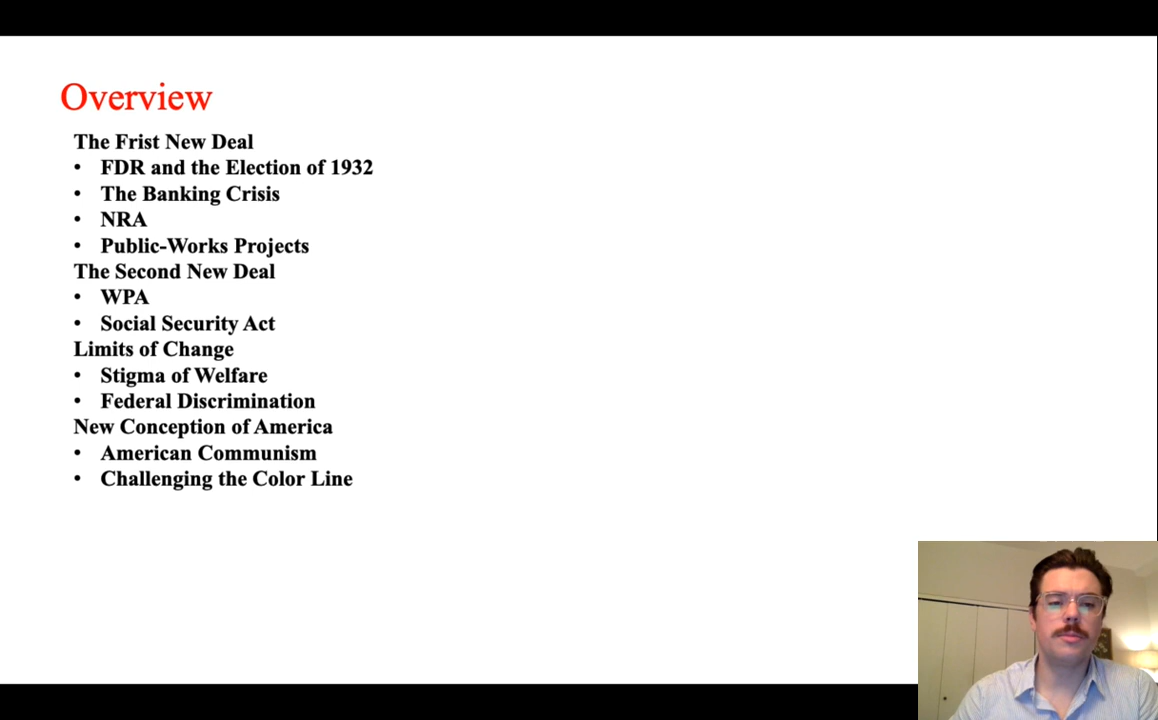 Overview
The Frist New Deal
• FDR and the Election of 1932
• The Banking Crisis
• NRA
• Public-Works Projects
The Second New Deal
• WPA
• Social Security Act
Limits of Change
• Stigma of Welfare
• Federal Discrimination
New Conception of America
• American Communism
• Challenging the Color Line